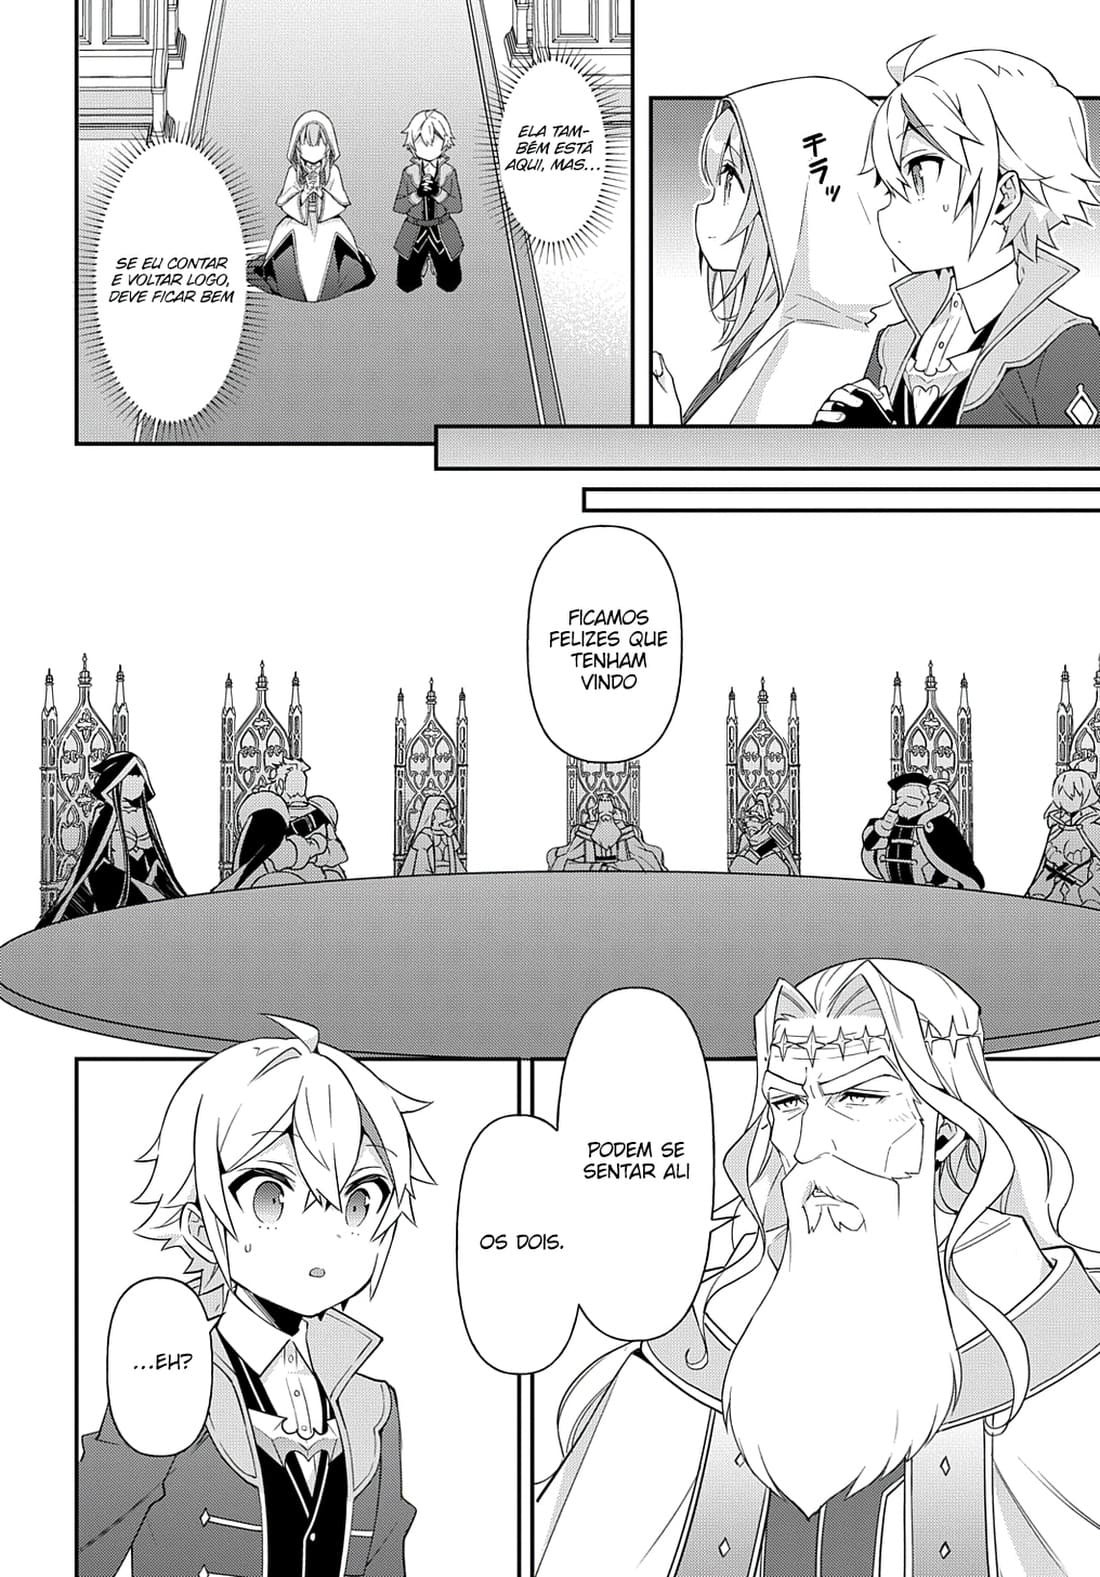 チラッ
ELA TAM-
BÉM ESTÁ
AQUI, MAS...
SE EU CONTAR
E VOLTAR LOGO,
DEVE FICAR BEM
FICAMOS
FELIZES QUE
TENHAM
VINDO
PODEM SE
SENTAR ALI
OS DOIS.
...EH?